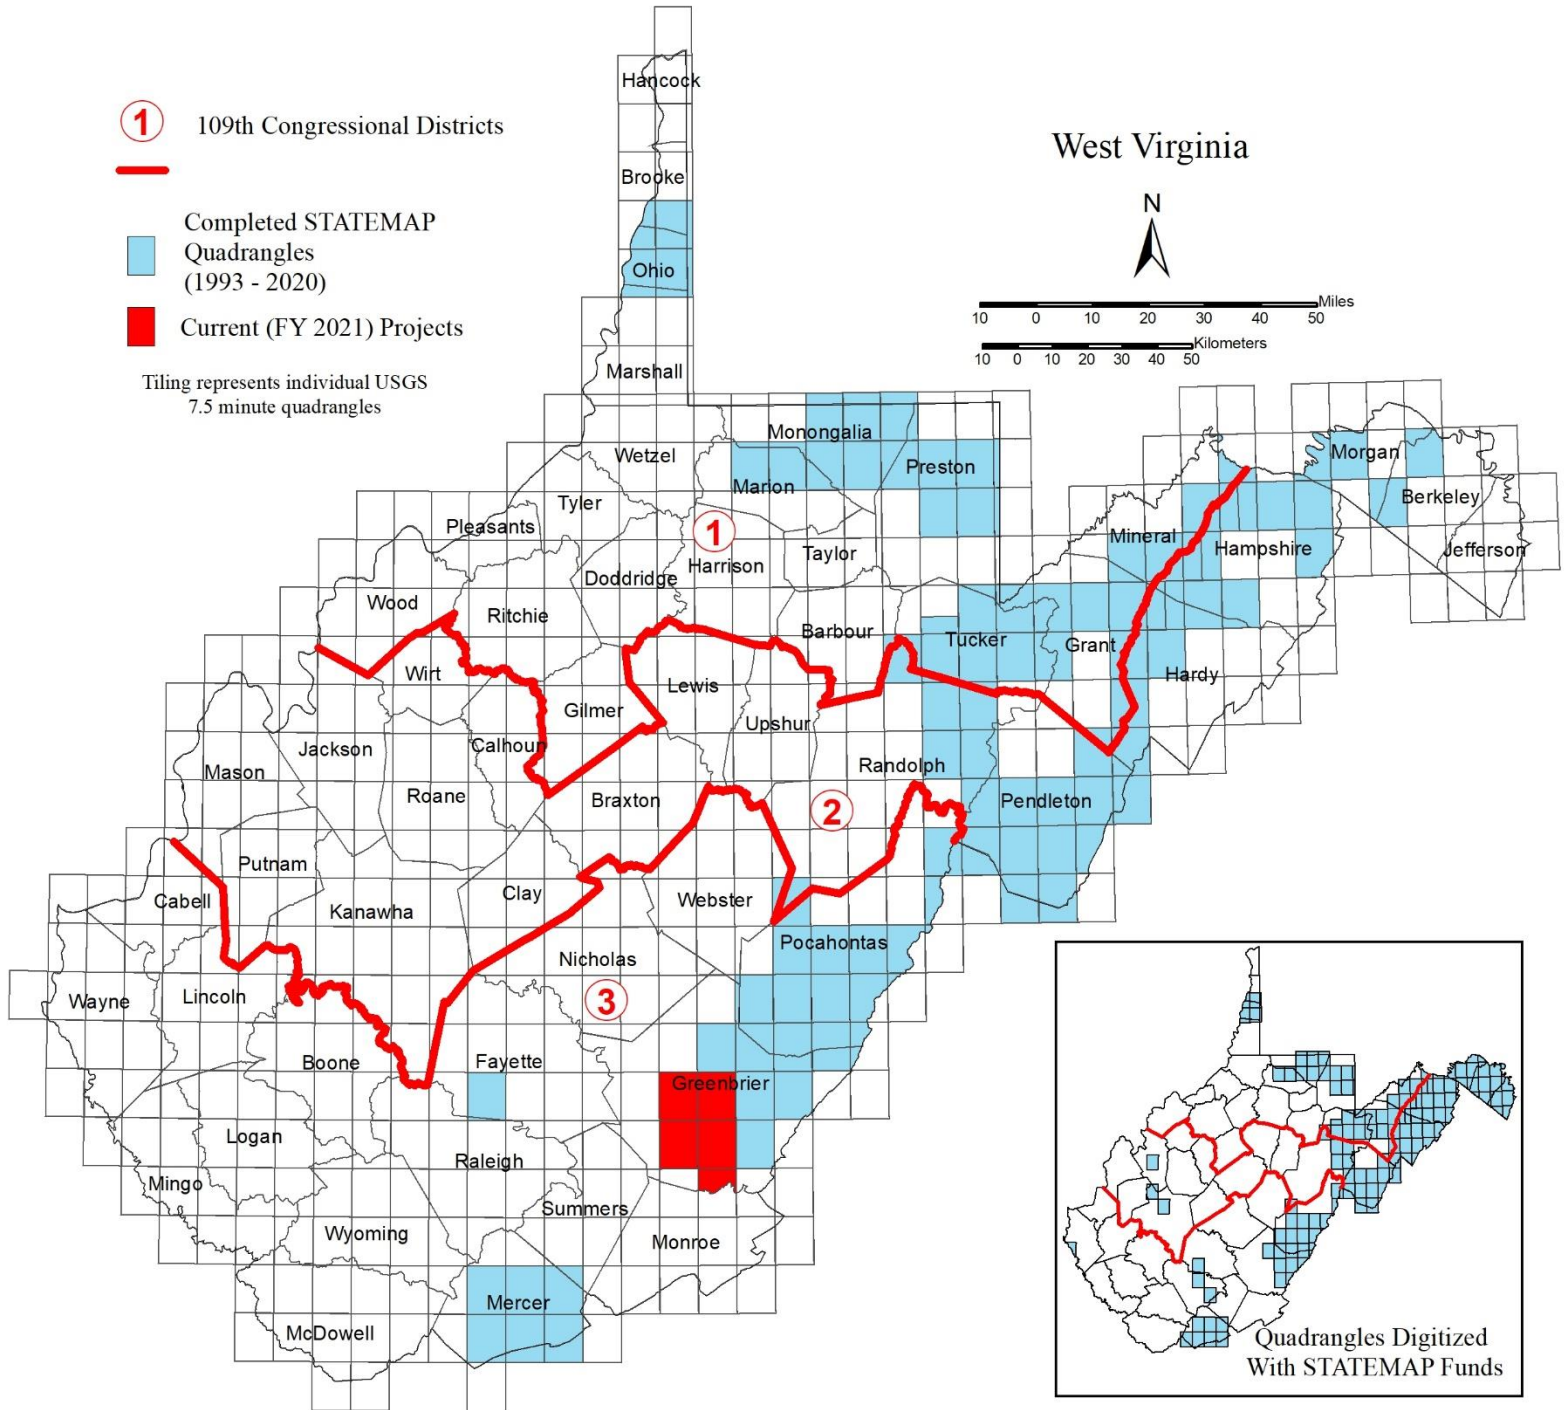 Hancock
1 109th Congressional Districts
West Virginia
Brooke
N
Completed STATEMAP
Quadrangles
(1993 - 2020)
Ohio
Miles
10 0 10 20 30 40 50
Current (FY 2021) Projects
Kilometers
10 0 10 20 30 40 50
Marshall
Tiling represents individual USGS
7.5 minute quadrangles
Monongalia
Morgan
Wetzel
Preston
Marion
Berkeley
Tyler
Pleasants
1
Mineral
Hampshire
Jefferson
Taylor
Harrison
Doddridge
Wood
Ritchie
Barbour
Tucker
Grant
Wirt
Hardy
Lewis
Gilmer
Upshur
Jackson
Calhoun
Randolph
Mason
Roane
Braxton
2
Pendleton
Putnam
Clay
Webster
Cabell
Kanawha
Pocahontas
Nicholas
Wayne
Lincoln
3
Boone
Fayette
Greenbrier
Logan
Raleigh
Mingo
Summers
Wyoming
Monroe
Mercer
McDowell
Quadrangles Digitized
With STATEMAP Funds